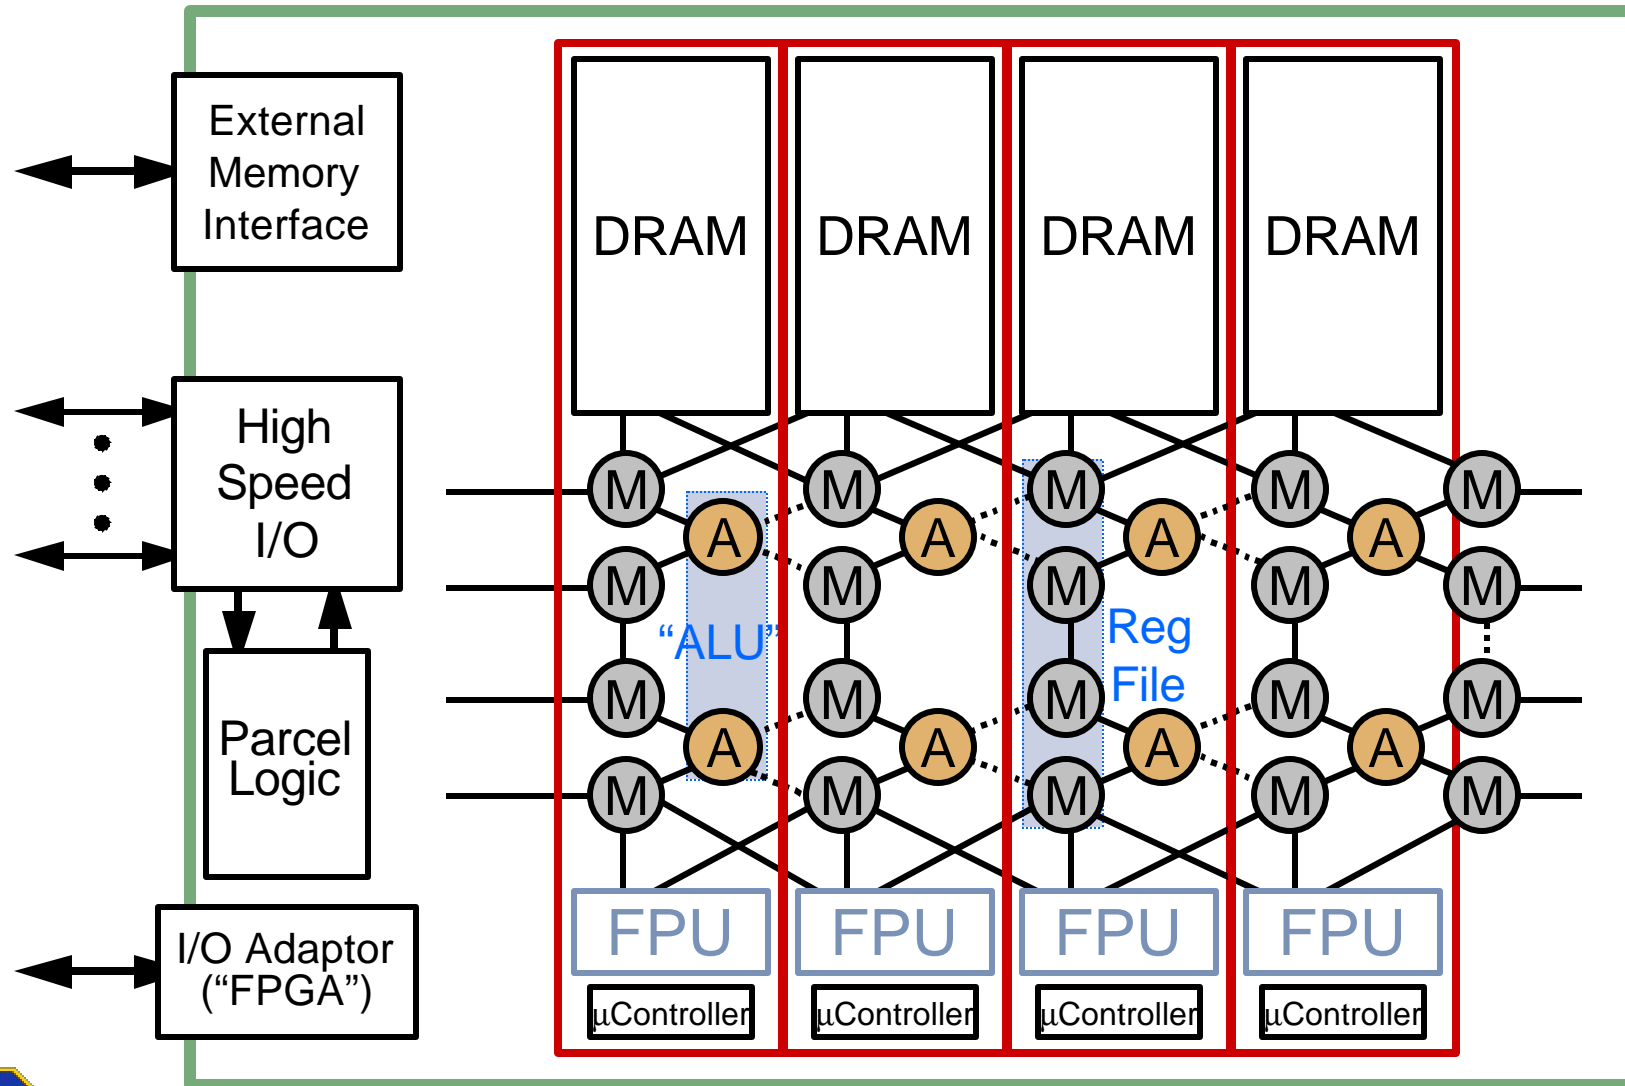 External
Memory
Interface
High
Speed
I/O
Parcel
Logic
I/O Adaptor
(“FPGA”)
DRAM DRAM DRAM DRAM
M M M M M
A A A A
M M M M M
“ALU”
Reg
File
M M M M M
A A A A
M M M M M
FPU FPU FPU FPU
μController μController μController μController